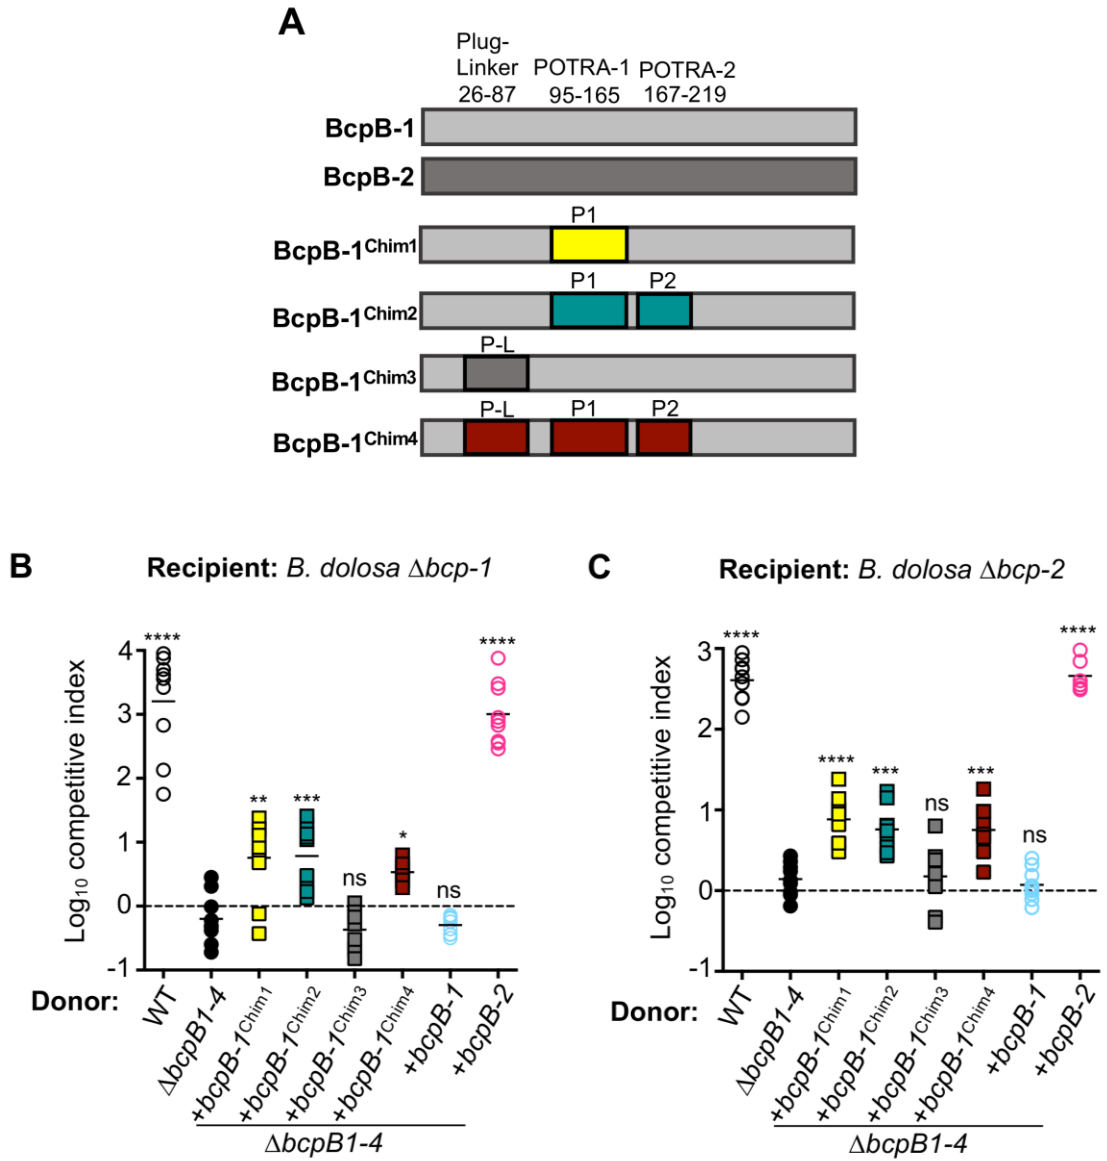 A
Plug-
Linker
26-87
POTRA-1
95-165
POTRA-2
167-219
BcpB-1
BcpB-2
P1
BcpB-1Chim1
P1 P2
BcpB-1Chim2
P-L
BcpB-1Chim3
P-L P1 P2
BcpB-1Chim4
B
Recipient: B. dolosa Δbcp-1
Log10 competitive index
4
3
2
1
0
-1
**** ** *** ns * ns ****
Donor:
WT
ΔbcpB1-4
+bcpB-1Chim1
+bcpB-1Chim2
+bcpB-1Chim3
+bcpB-1Chim4
+bcpB-1
+bcpB-2
ΔbcpB1-4
C
Recipient: B. dolosa Δbcp-2
Log10 competitive index
3
2
1
0
-1
**** **** *** ns *** ns ****
Donor:
WT
ΔbcpB1-4
+bcpB-1Chim1
+bcpB-1Chim2
+bcpB-1Chim3
+bcpB-1Chim4
+bcpB-1
+bcpB-2
ΔbcpB1-4